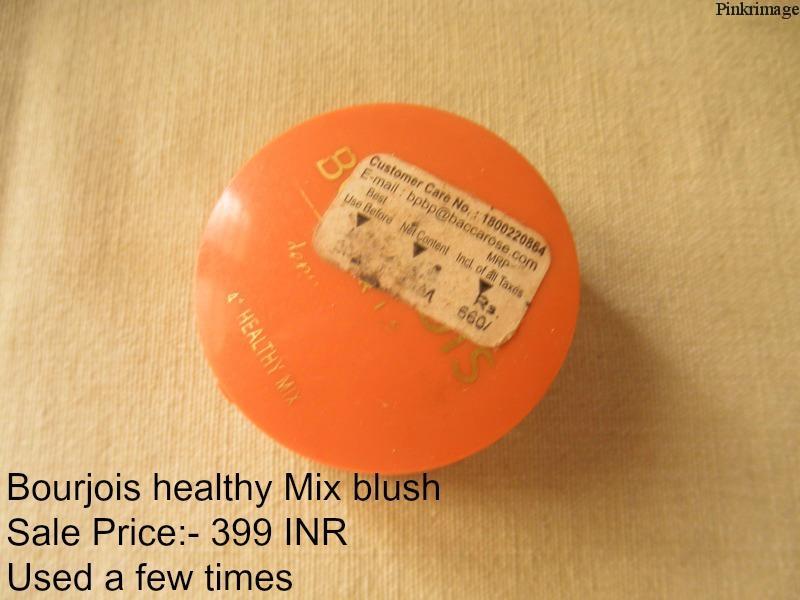 Pinkrimage
Customer Care No. : 1800220864
E-mail : bpbp@baccarose.com
Best Use Before
Net Content
MRP
Incl. of all Taxes
Rs.
660/
4* HEALTHY MIX
Bourjois healthy Mix blush
Sale Price:- 399 INR
Used a few times